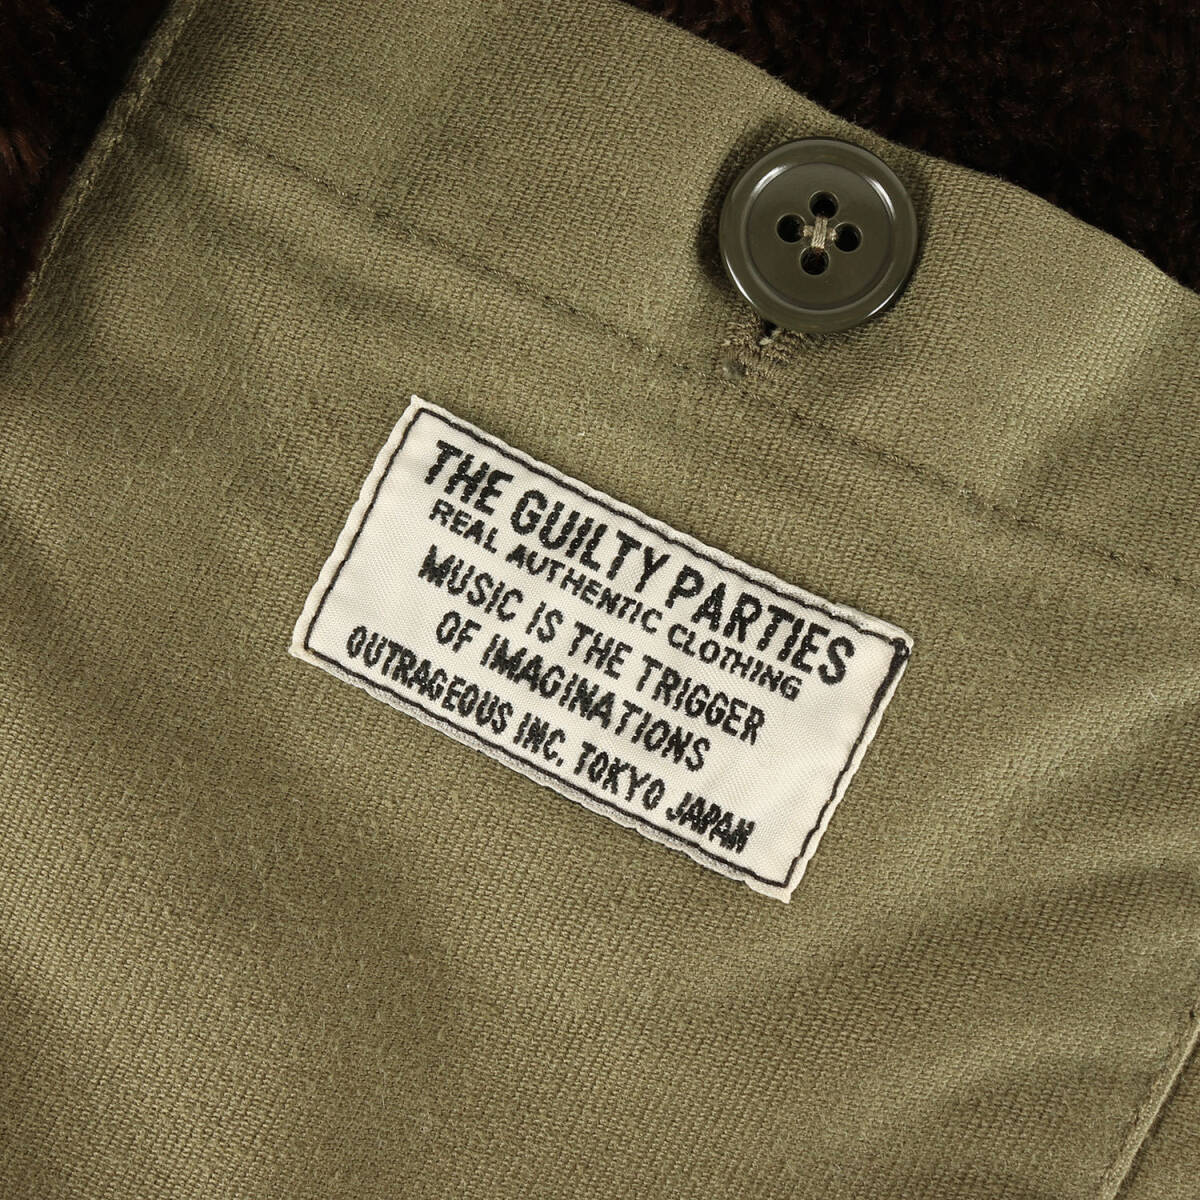 THE GUILTY PARTIES
REAL AUTHENTIC CLOTHING
MUSIC IS THE TRIGGER
OF IMAGINATIONS
OUTRAGEOUS INC. TOKYO JAPAN